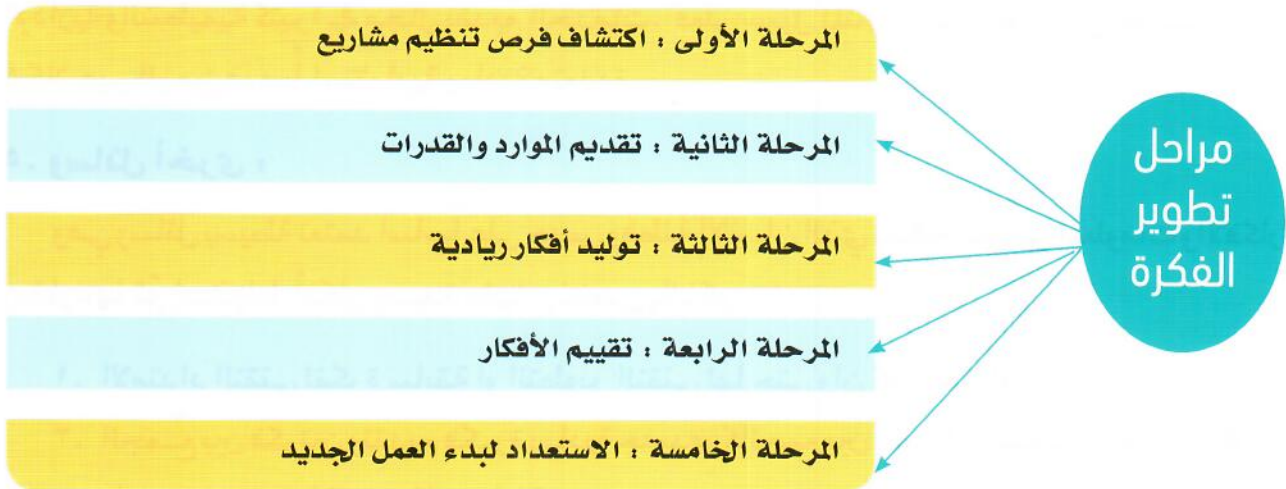 مراحل
تطوير
الفكرة
المرحلة الأولى : اكتشاف فرص تنظيم مشاريع
المرحلة الثانية : تقديم الموارد والقدرات
المرحلة الثالثة : توليد أفكار ريادية
المرحلة الرابعة : تقييم الأفكار
المرحلة الخامسة : الاستعداد لبدء العمل الجديد